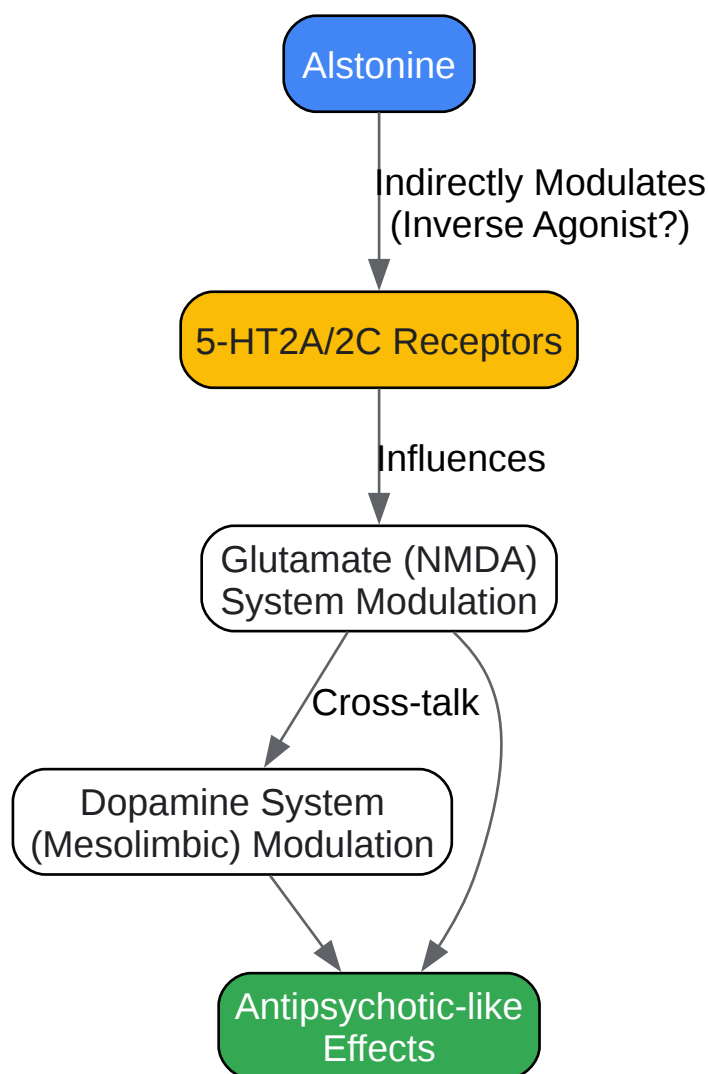 Alstonine
Indirectly Modulates
(Inverse Agonist?)
5-HT2A/2C Receptors
Influences
Glutamate (NMDA)
System Modulation
Cross-talk
Dopamine System
(Mesolimbic) Modulation
Antipsychotic-like
Effects